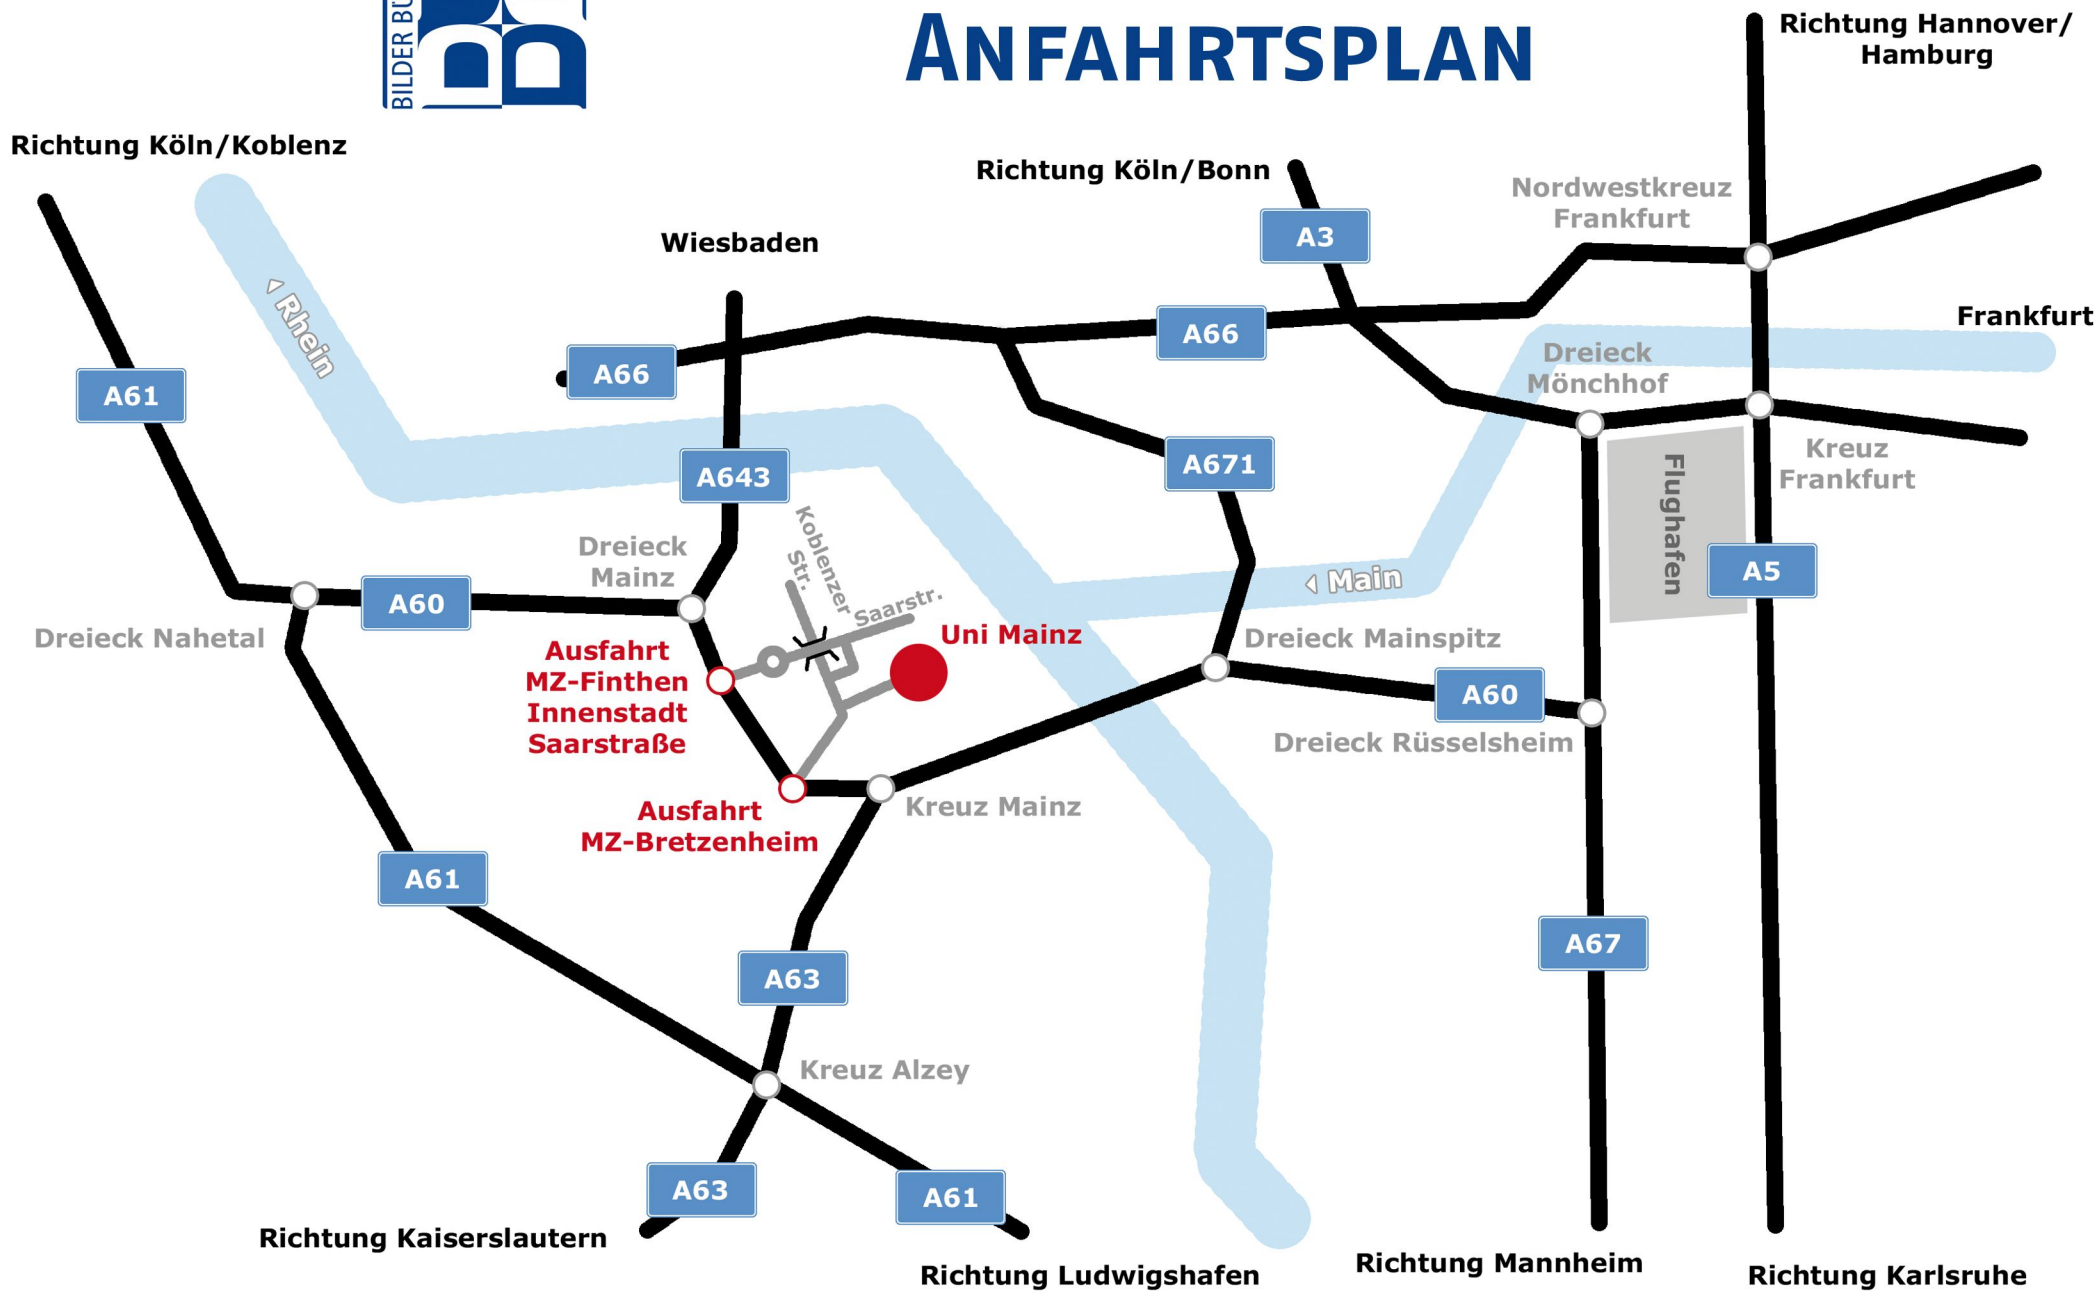 ANFAHRTSPLAN
Richtung Hannover/
Hamburg
Richtung Köln/Koblenz
Richtung Köln/Bonn
Nordwestkreuz
Frankfurt
Wiesbaden
A3
Rhein
Frankfurt
A66
A66
Dreieck
Mönchhof
A61
A643
A671
Kreuz
Frankfurt
Flughafen
Koblenzer
Str.
Dreieck
Mainz
A5
Main
A60
Saarstr.
Dreieck Nahetal
Uni Mainz
Dreieck Mainspitz
Ausfahrt
MZ-Finthen
Innenstadt
Saarstraße
A60
Dreieck Rüsselsheim
Ausfahrt
MZ-Bretzenheim
Kreuz Mainz
A61
A67
A63
Kreuz Alzey
A63
A61
Richtung Kaiserslautern
Richtung Ludwigshafen
Richtung Mannheim
Richtung Karlsruhe
BILDER